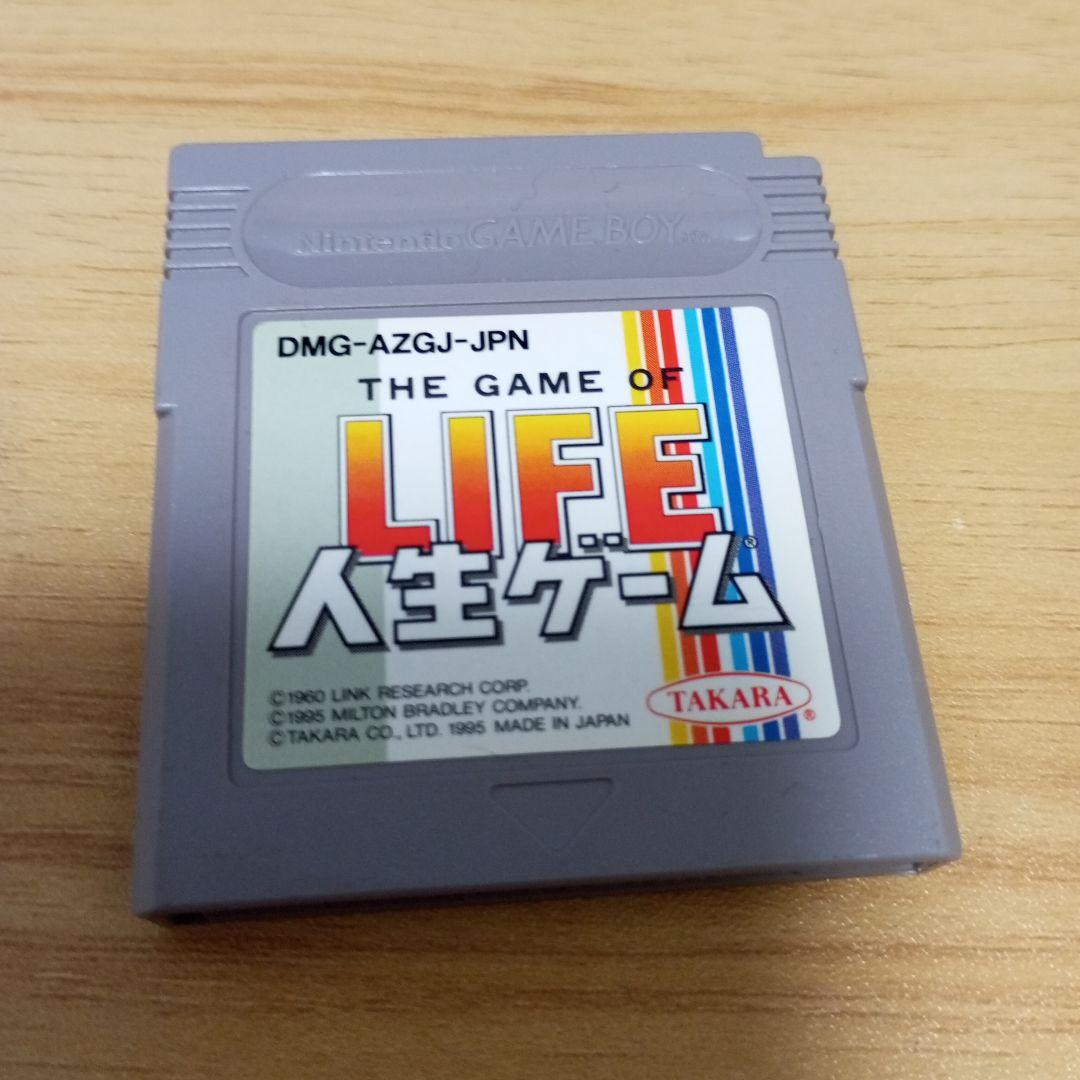 Nintendo GAME BOY
DMG-AZGJ-JPN
THE GAME OF
LIFE
人生ゲーム®
©1960 LINK RESEARCH CORP.
©1995 MILTON BRADLEY COMPANY.
©TAKARA CO., LTD. 1995 MADE IN JAPAN
TAKARA®